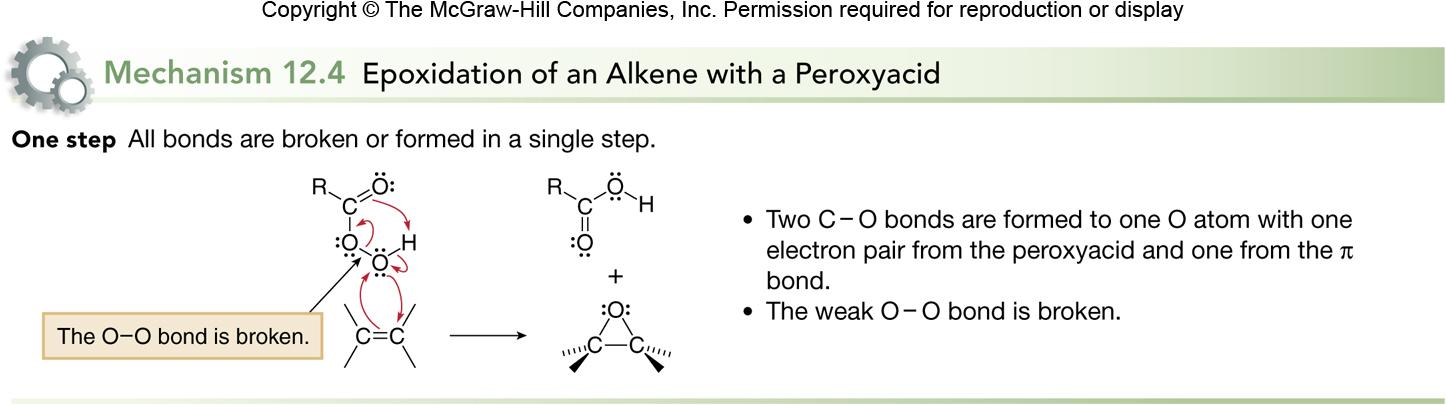 Copyright © The McGraw-Hill Companies, Inc. Permission required for reproduction or display
Mechanism 12.4 Epoxidation of an Alkene with a Peroxyacid
One step All bonds are broken or formed in a single step.
R
C
Ö:
:O
H
O
The O–O bond is broken.
C=C
R
C
O
H
:O
+
:O:
C—C
• Two C–O bonds are formed to one O atom with one
electron pair from the peroxyacid and one from the π
bond.
• The weak O–O bond is broken.